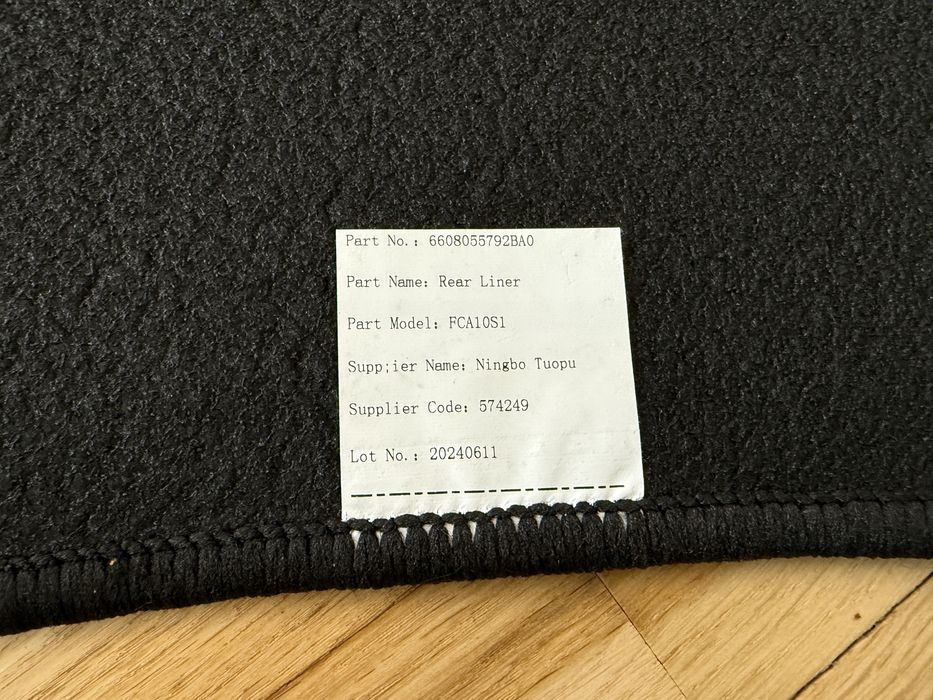 Part No.: 6608055792BA0
Part Name: Rear Liner
Part Model: FCA10S1
Supp;ier Name: Ningbo Tuopu
Supplier Code: 574249
Lot No.: 20240611